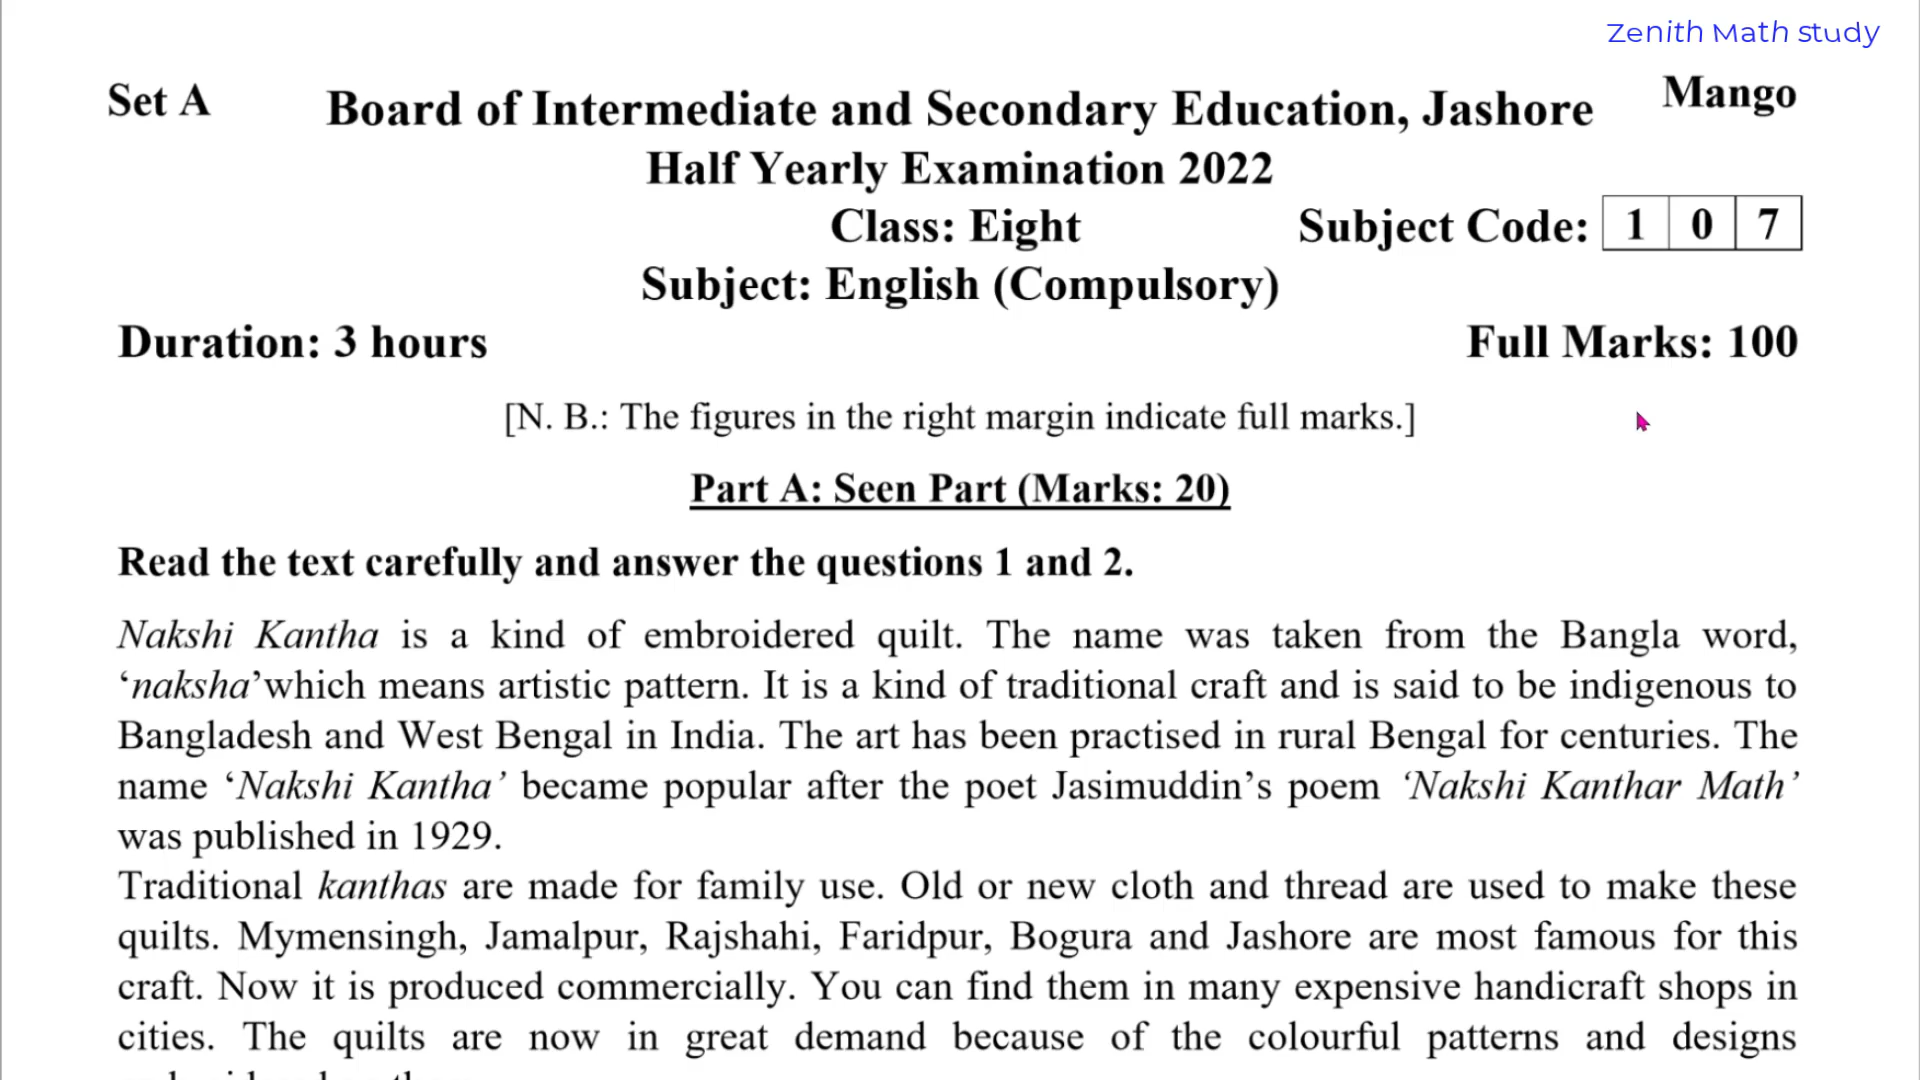 Zenith Math study
Set A Board of Intermediate and Secondary Education, Jashore Mango
Half Yearly Examination 2022
Class: Eight Subject Code: 1 0 7
Subject: English (Compulsory)
Duration: 3 hours Full Marks: 100
[N. B.: The figures in the right margin indicate full marks.]
Part A: Seen Part (Marks: 20)
Read the text carefully and answer the questions 1 and 2.
Nakshi Kantha is a kind of embroidered quilt. The name was taken from the Bangla word,
‘naksha’which means artistic pattern. It is a kind of traditional craft and is said to be indigenous to
Bangladesh and West Bengal in India. The art has been practised in rural Bengal for centuries. The
name ‘Nakshi Kantha’ became popular after the poet Jasimuddin’s poem ‘Nakshi Kanthar Math’
was published in 1929.
Traditional kanthas are made for family use. Old or new cloth and thread are used to make these
quilts. Mymensingh, Jamalpur, Rajshahi, Faridpur, Bogura and Jashore are most famous for this
craft. Now it is produced commercially. You can find them in many expensive handicraft shops in
cities. The quilts are now in great demand because of the colourful patterns and designs